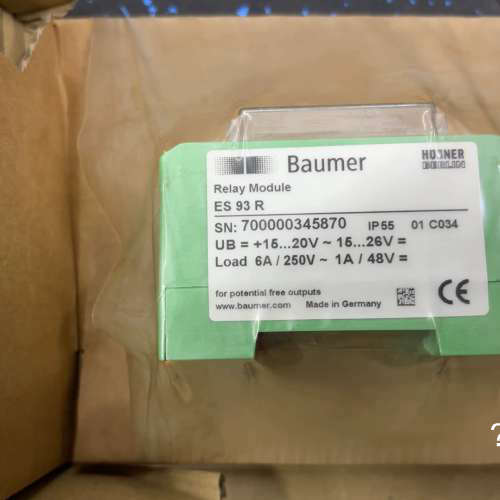 Baumer
HÜBNER
BERLIN
Relay Module
ES 93 R
SN: 700000345870 IP55 01 C034
UB = +15...20V ~ 15...26V =
Load 6A / 250V ~ 1A / 48V =
for potential free outputs
www.baumer.com Made in Germany
CE
?